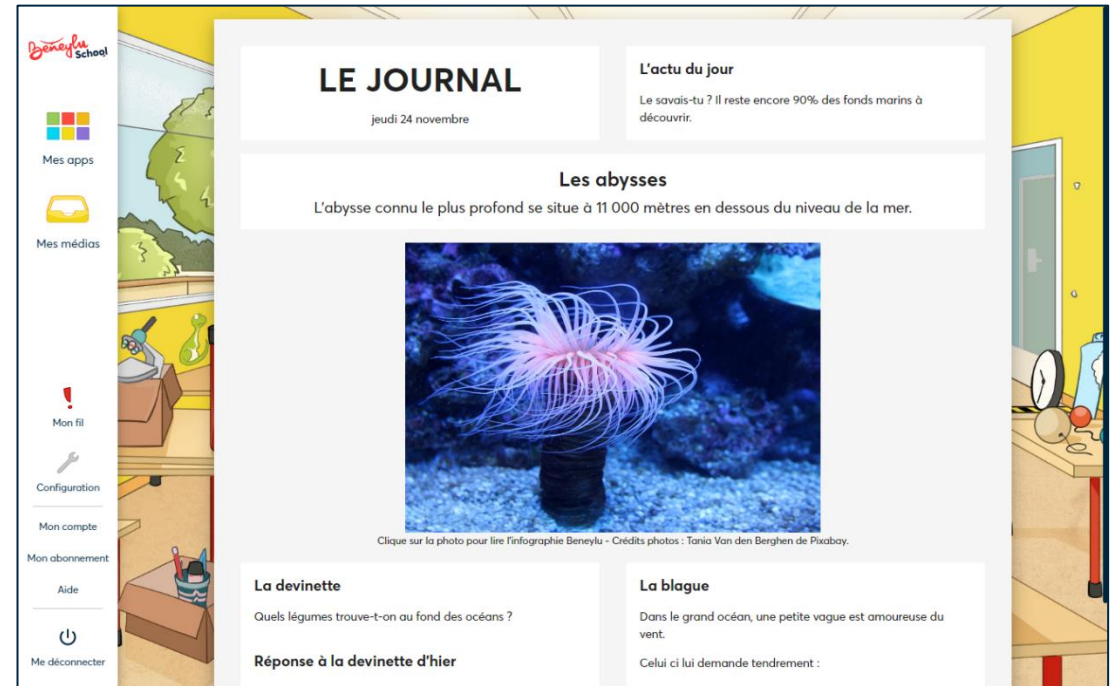 Beneylu
School
Mes apps
Mes médias
Mon fil
Configuration
Mon compte
Mon abonnement
Aide
Me déconnecter
LE JOURNAL
jeudi 24 novembre
L'actu du jour
Le savais-tu ? Il reste encore 90% des fonds marins à
découvrir.
Les abysses
L'abysse connu le plus profond se situe à 11 000 mètres en dessous du niveau de la mer.
Clique sur la photo pour lire l'infographie Beneylu - Crédits photos : Tania Van den Berghen de Pixabay.
La devinette
Quels légumes trouve-t-on au fond des océans ?
Réponse à la devinette d'hier
La blague
Dans le grand océan, une petite vague est amoureuse du
vent.
Celui ci lui demande tendrement :